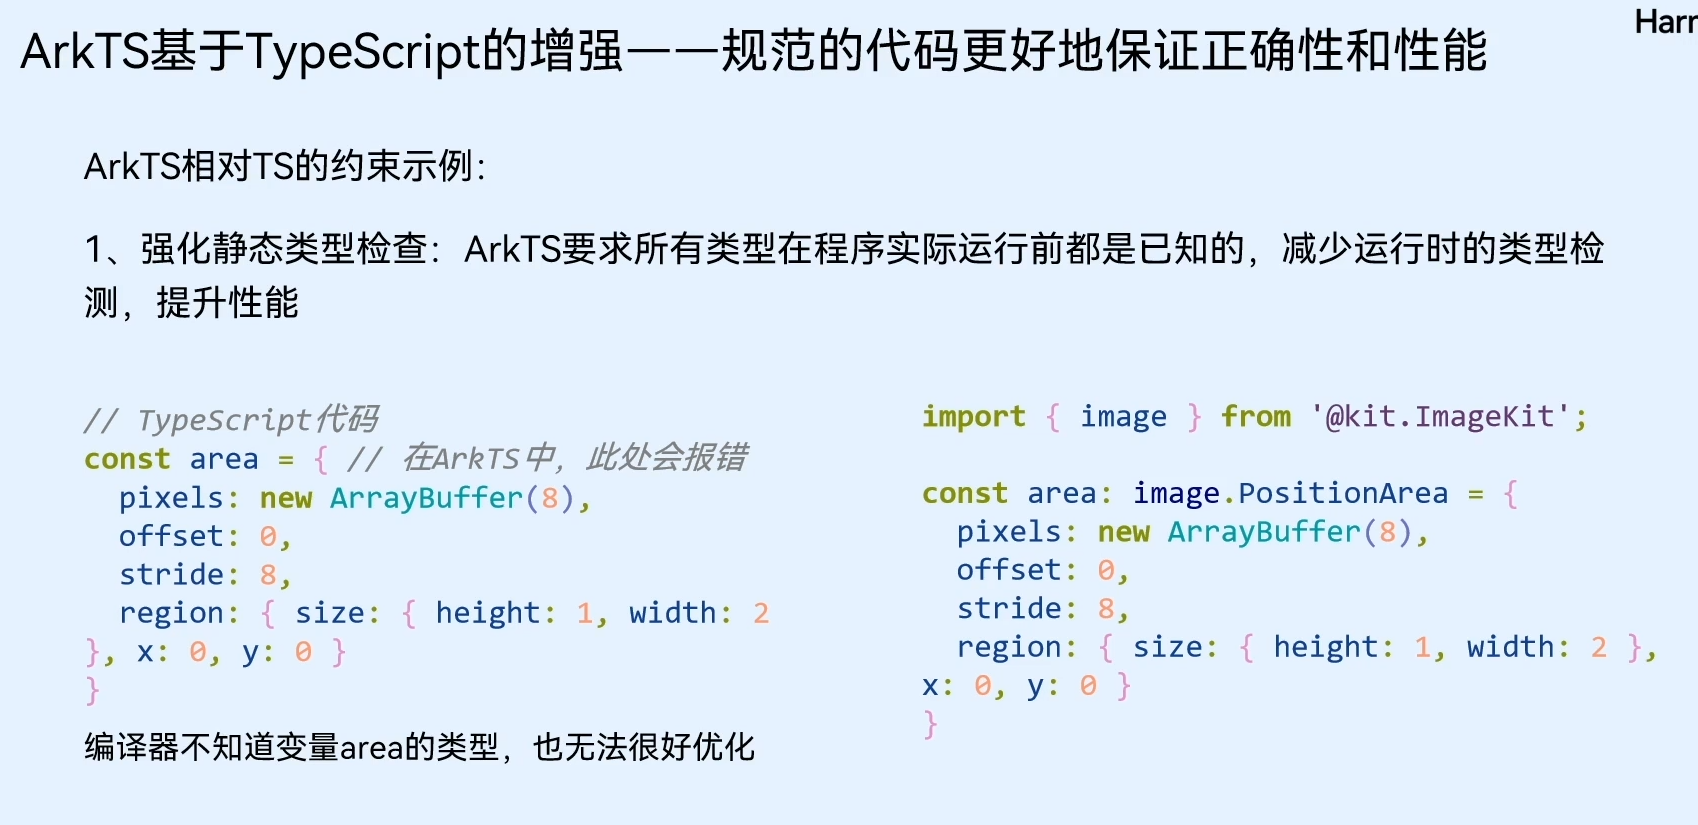 Harr
ArkTS基于TypeScript的增强——规范的代码更好地保证正确性和性能
ArkTS相对TS的约束示例：
1、强化静态类型检查：ArkTS要求所有类型在程序实际运行前都是已知的，减少运行时的类型检
测，提升性能
// TypeScript代码
const area = { // 在ArkTS中，此处会报错
  pixels: new ArrayBuffer(8),
  offset: 0,
  stride: 8,
  region: { size: { height: 1, width: 2
}, x: 0, y: 0 }
}
编译器不知道变量area的类型，也无法很好优化
import { image } from '@kit.ImageKit';
const area: image.PositionArea = {
  pixels: new ArrayBuffer(8),
  offset: 0,
  stride: 8,
  region: { size: { height: 1, width: 2 },
x: 0, y: 0 }
}